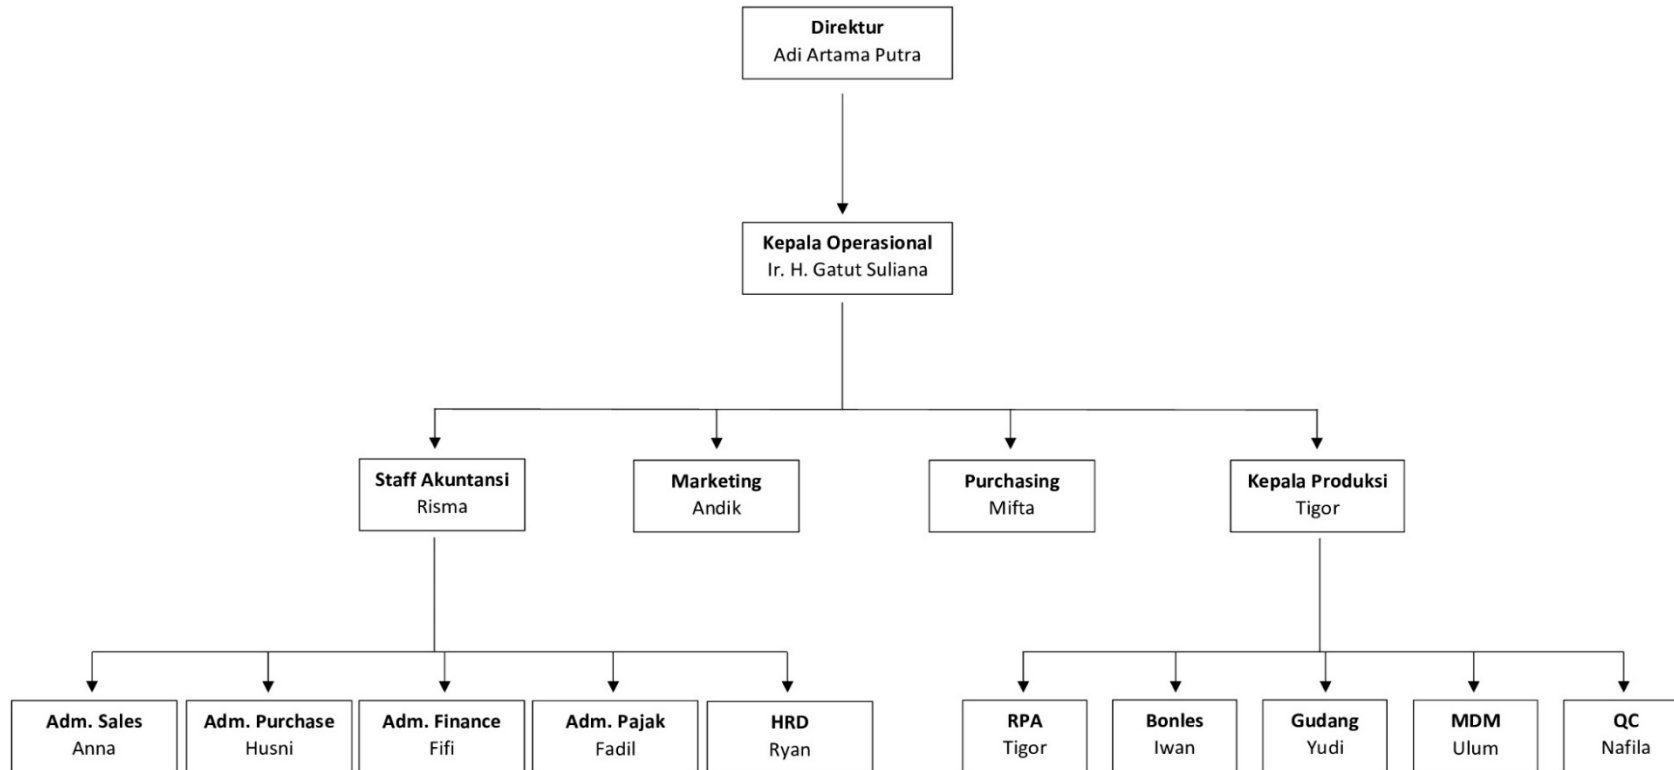 Direktur
Adi Artama Putra
Kepala Operasional
Ir. H. Gatut Suliana
Staff Akuntansi
Risma
Marketing
Andik
Purchasing
Mifta
Kepala Produksi
Tigor
Adm. Sales
Anna
Adm. Purchase
Husni
Adm. Finance
Fifi
Adm. Pajak
Fadil
HRD
Ryan
RPA
Tigor
Bonles
Iwan
Gudang
Yudi
MDM
Ulum
QC
Nafila